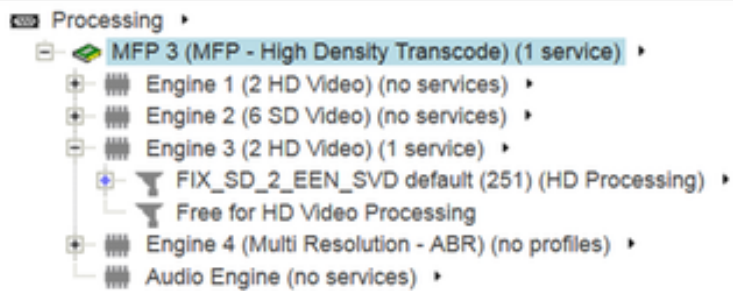 Processing
MFP 3 (MFP - High Density Transcode) (1 service)
Engine 1 (2 HD Video) (no services)
Engine 2 (6 SD Video) (no services)
Engine 3 (2 HD Video) (1 service)
FIX_SD_2_EEN_SVD default (251) (HD Processing)
Free for HD Video Processing
Engine 4 (Multi Resolution - ABR) (no profiles)
Audio Engine (no services)